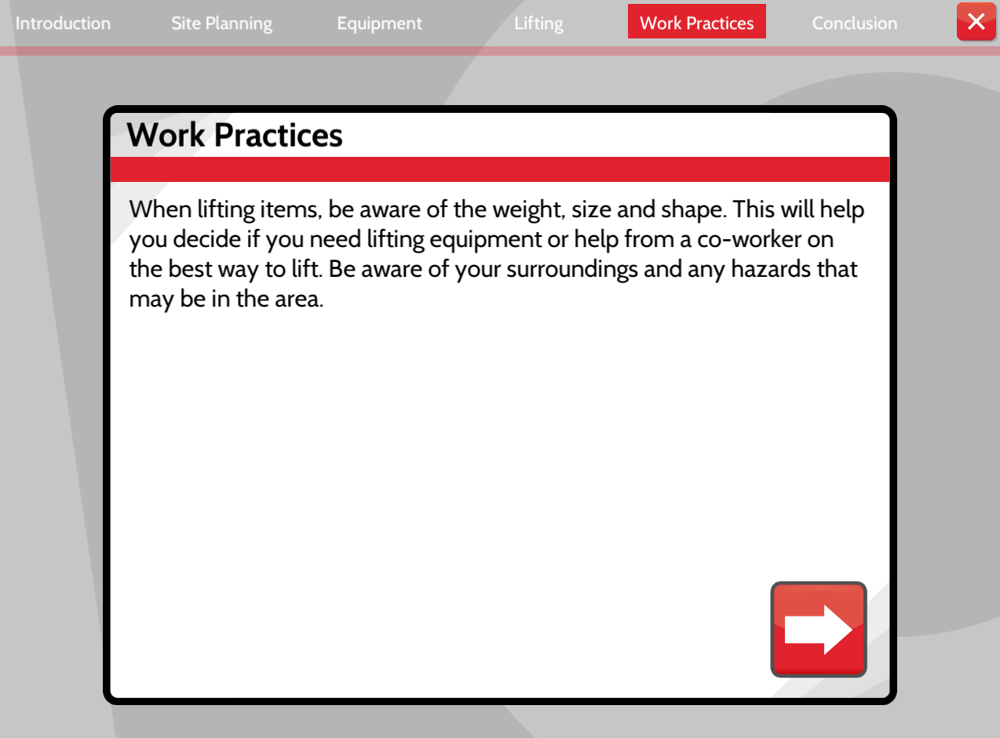 Introduction Site Planning Equipment Lifting Work Practices Conclusion
Work Practices
When lifting items, be aware of the weight, size and shape. This will help
you decide if you need lifting equipment or help from a co-worker on
the best way to lift. Be aware of your surroundings and any hazards that
may be in the area.